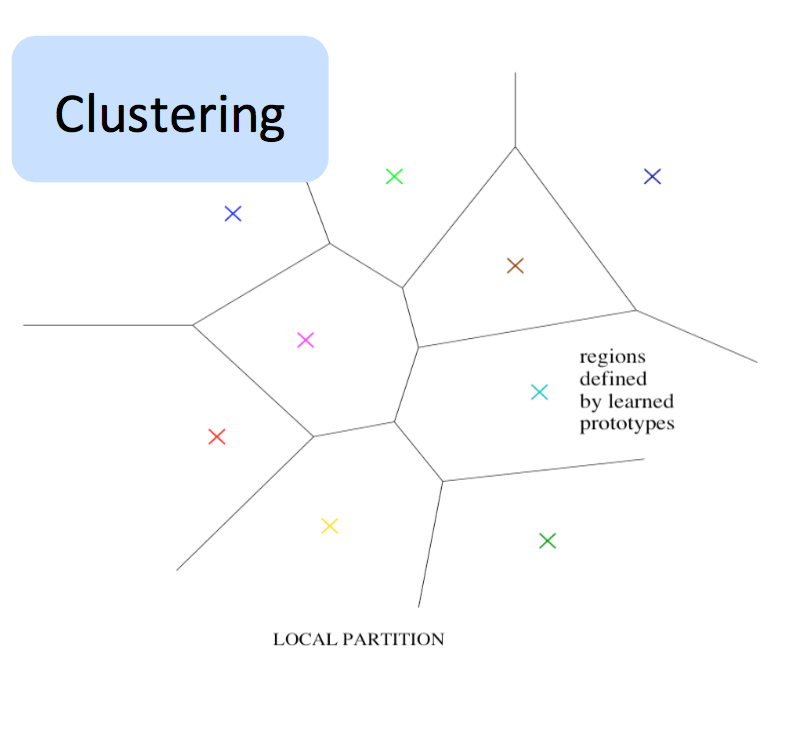 Clustering
regions
defined
by learned
prototypes
LOCAL PARTITION